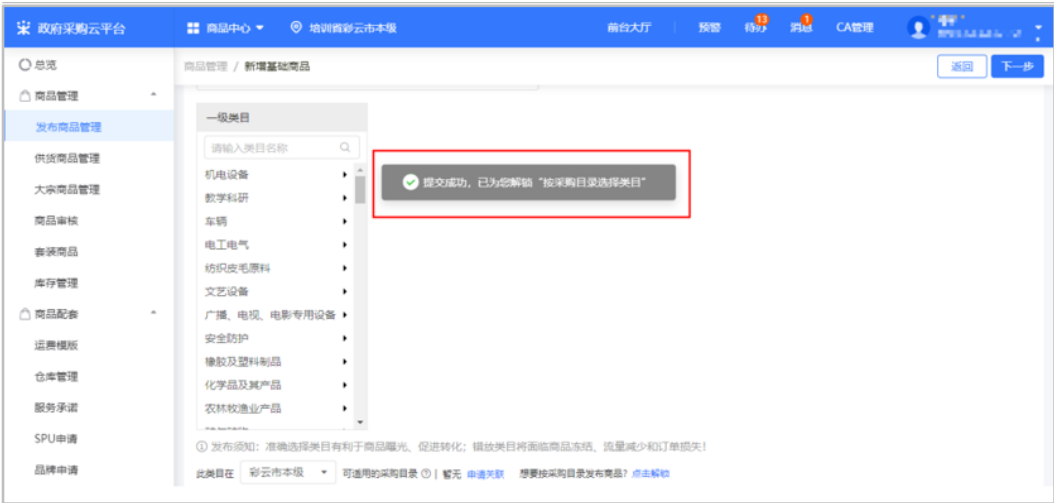 政府采购云平台 商品中心 培训省彩云市本级 前台大厅 预警 待办 13 消息 1 CA管理
总览
商品管理 / 新增基础商品 返回 下一步
商品管理
发布商品管理
供货商品管理
大宗商品管理
商品审核
套装商品
库存管理
商品配套
运费模版
仓库管理
服务承诺
SPU申请
品牌申请
一级类目
请输入类目名称
机电设备
教学科研
车辆
电工电气
纺织皮毛原料
文艺设备
广播、电视、电影专用设备
安全防护
橡胶及塑料制品
化学品及其产品
农林牧渔业产品
提交成功，已为您解锁“按采购目录选择类目”
发布须知：准确选择类目有利于商品曝光、促进转化；错放类目将面临商品冻结、流量减少和订单损失！
此类目在 彩云市本级 可适用的采购目录 | 暂无 申请关联 想要按采购目录发布商品？点击解锁